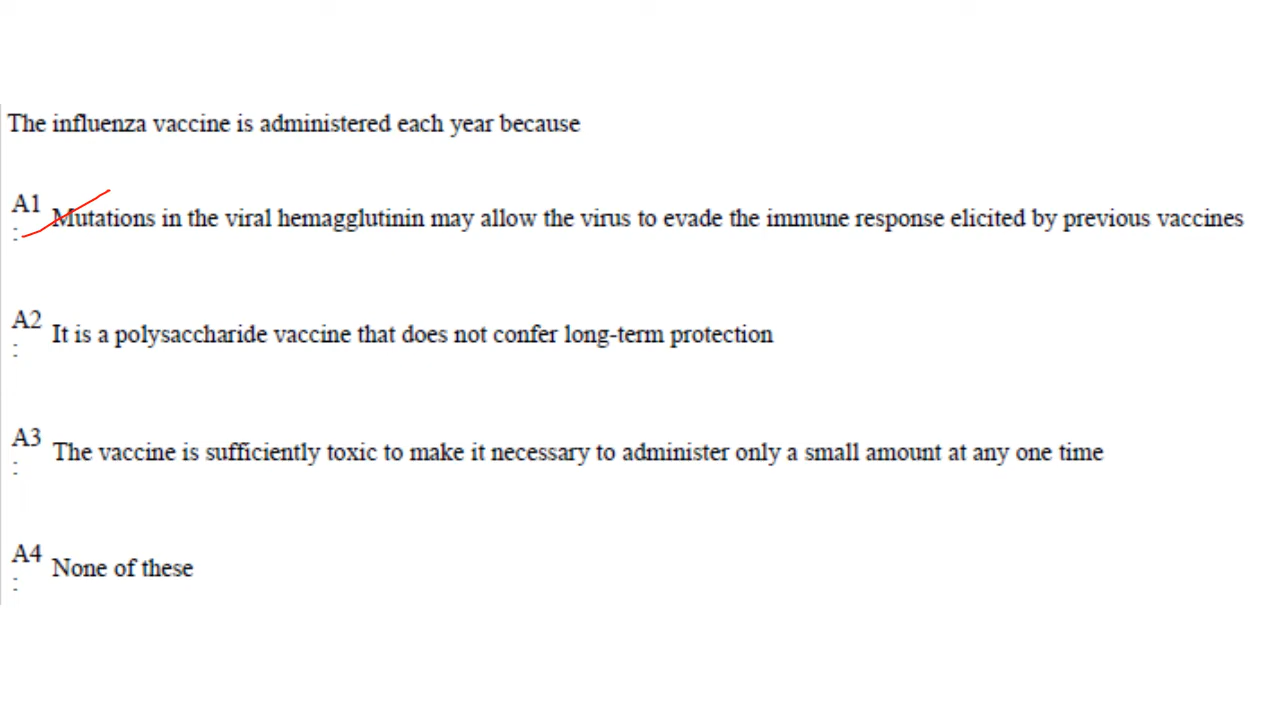 The influenza vaccine is administered each year because
A1
: Mutations in the viral hemagglutinin may allow the virus to evade the immune response elicited by previous vaccines
A2
: It is a polysaccharide vaccine that does not confer long-term protection
A3
: The vaccine is sufficiently toxic to make it necessary to administer only a small amount at any one time
A4
: None of these